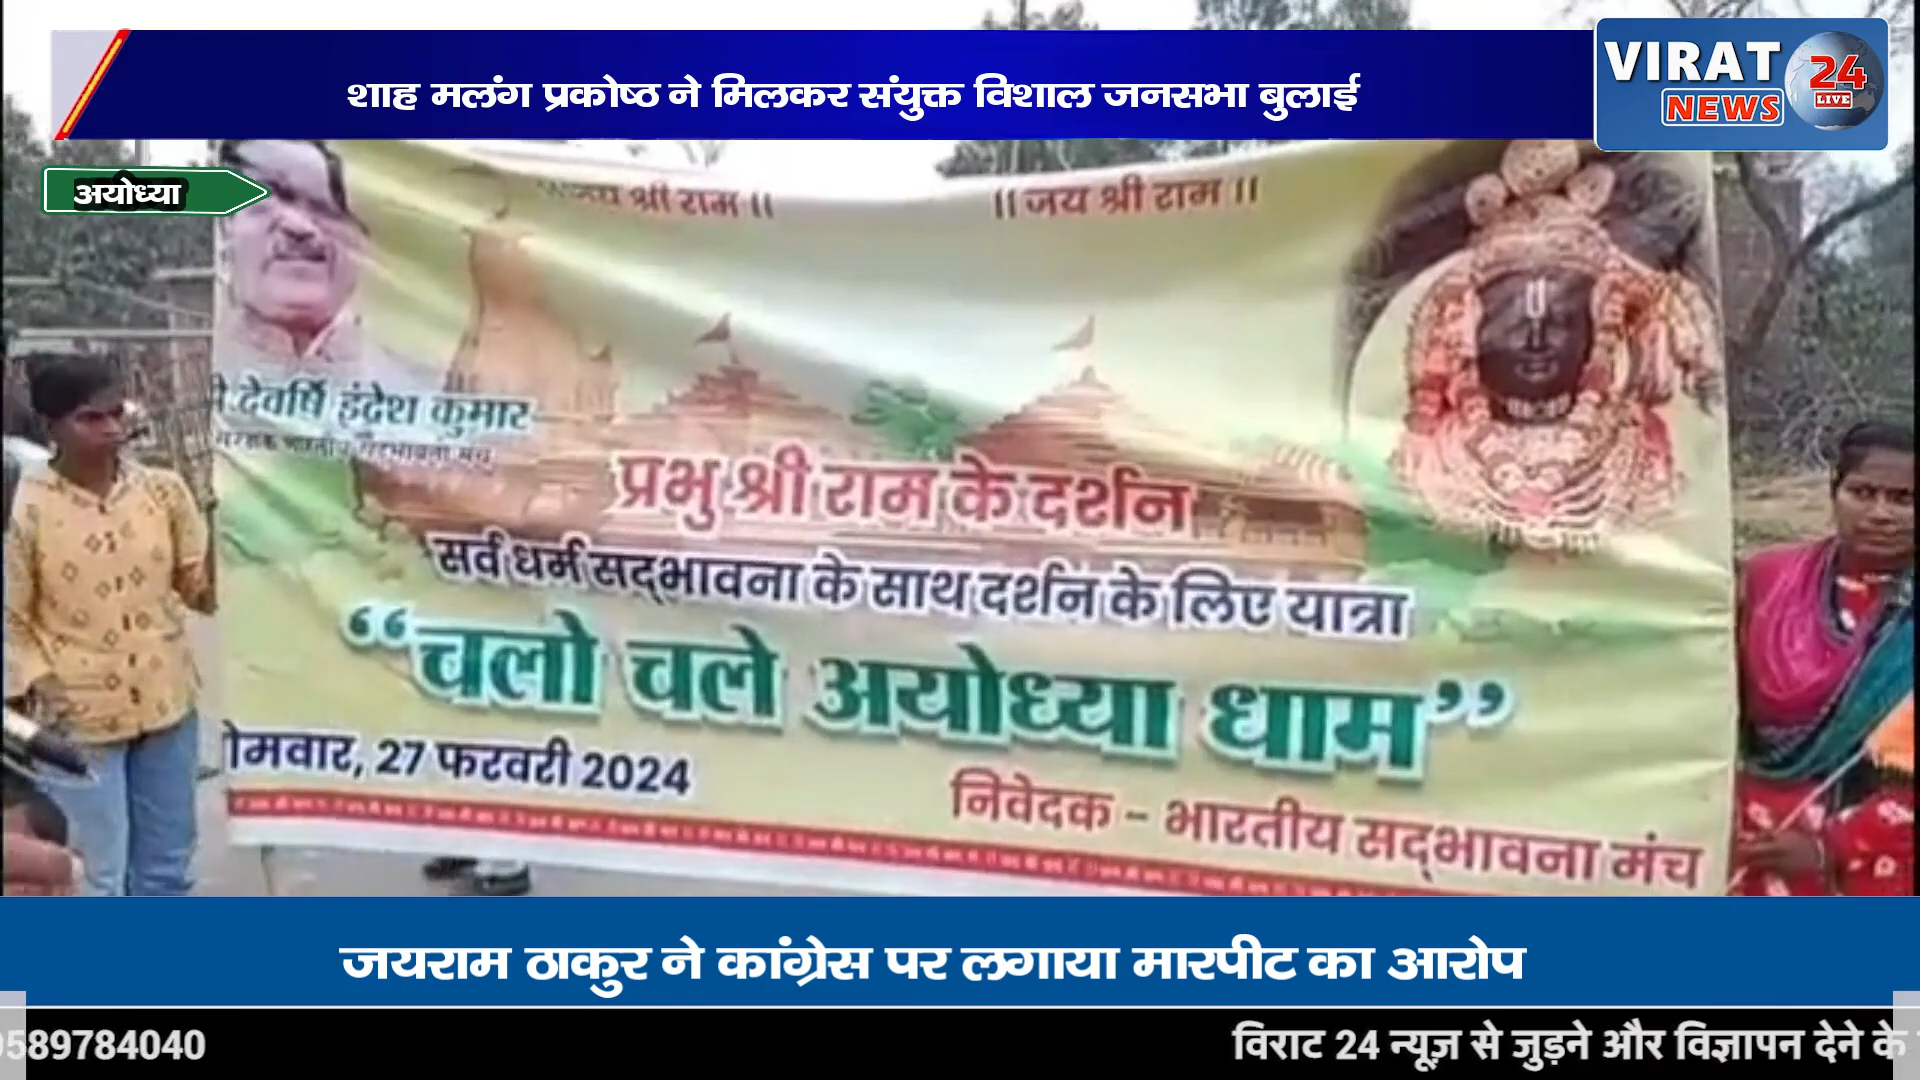 शाह मलंग प्रकोष्ठ ने मिलकर संयुक्त विशाल जनसभा बुलाई
VIRAT
NEWS
24
LIVE
अयोध्या
श्री राम ॥
॥ जय श्री राम ॥
देवर्षि इंद्रेश कुमार
प्रभु श्री राम के दर्शन
सर्व धर्म सद्भावना के साथ दर्शन के लिए यात्रा
“चलो चले अयोध्या धाम”
ोमवार, 27 फरवरी 2024
निवेदक - भारतीय सद्भावना मंच
जयराम ठाकुर ने कांग्रेस पर लगाया मारपीट का आरोप
589784040
विराट 24 न्यूज़ से जुड़ने और विज्ञापन देने के